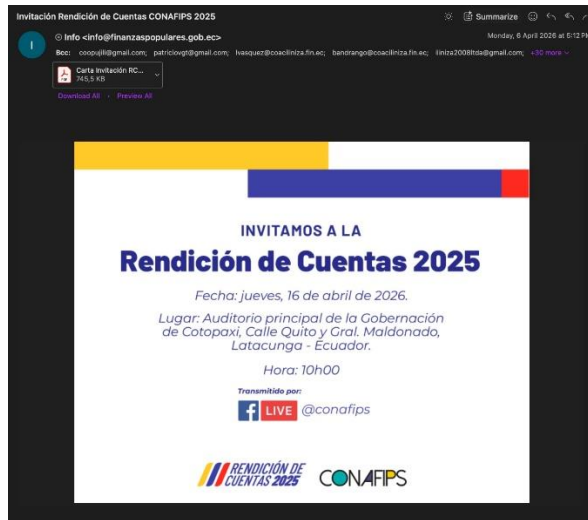 Invitación Rendición de Cuentas CONAFIPS 2025
Summarize
I
Info <info@finanzaspopulares.gob.ec>
Monday, 6 April 2026 at 5:12 PM
Bcc: coopujili@gmail.com; patriciovgt@gmail.com; lvasquez@coaciliniza.fin.ec; bandrango@coaciliniza.fin.ec; iliniza2008ltda@gmail.com; +30 more
Carta Invitación RC...
745,5 KB
Download All • Preview All
INVITAMOS A LA
Rendición de Cuentas 2025
Fecha: jueves, 16 de abril de 2026.
Lugar: Auditorio principal de la Gobernación
de Cotopaxi, Calle Quito y Gral. Maldonado,
Latacunga - Ecuador.
Hora: 10h00
Transmitido por:
f LIVE @conafips
RENDICIÓN DE
CUENTAS 2025
CONAFIPS